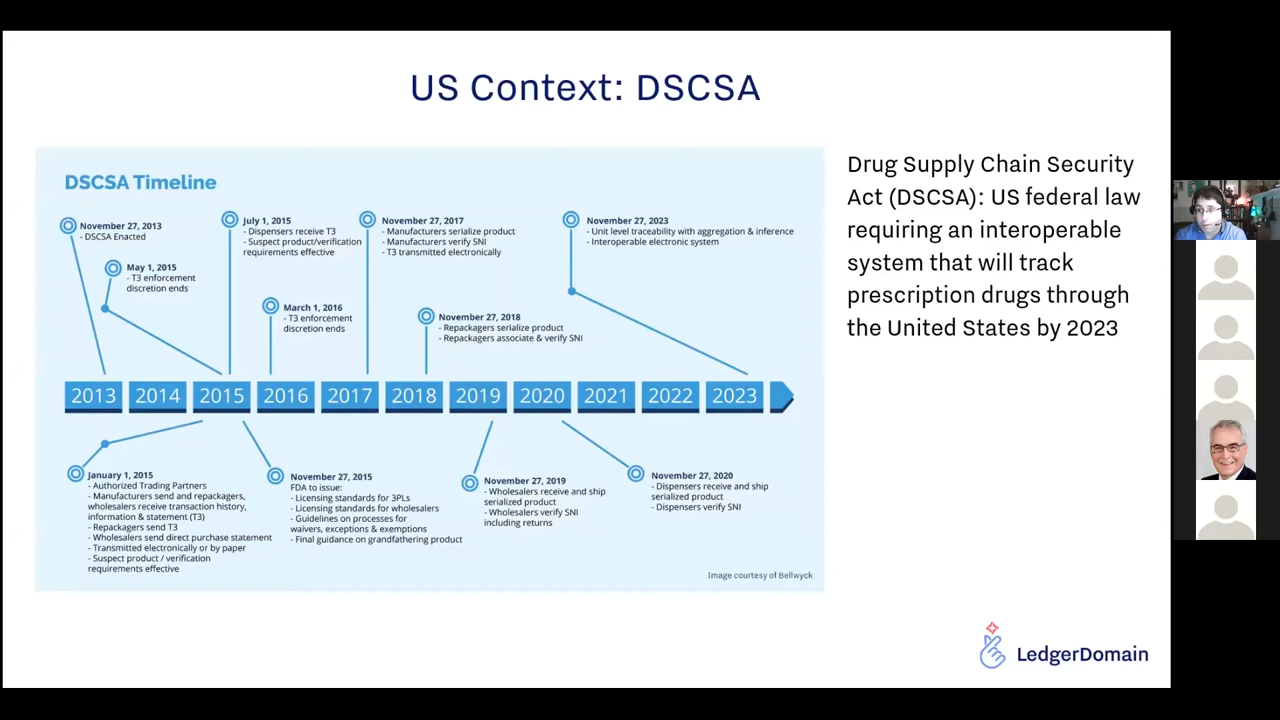 US Context: DSCSA
DSCSA Timeline
November 27, 2013
- DSCSA Enacted
May 1, 2015
- T3 enforcement
discretion ends
July 1, 2015
- Dispensers receive T3
- Suspect product/verification
requirements effective
March 1, 2016
- T3 enforcement
discretion ends
November 27, 2017
- Manufacturers serialize product
- Manufacturers verify SNI
- T3 transmitted electronically
November 27, 2018
- Repackagers serialize product
- Repackagers associate & verify SNI
November 27, 2023
- Unit level traceability with aggregation & inference
- Interoperable electronic system
2013 2014 2015 2016 2017 2018 2019 2020 2021 2022 2023
January 1, 2015
- Authorized Trading Partners
- Manufacturers send and repackagers,
wholesalers receive transaction history,
information & statement (T3)
- Repackagers send T3
- Wholesalers send direct purchase statement
- Transmitted electronically or by paper
- Suspect product / verification
requirements effective
November 27, 2015
FDA to issue:
- Licensing standards for 3PLs
- Licensing standards for wholesalers
- Guidelines on processes for
waivers, exceptions & exemptions
- Final guidance on grandfathering product
November 27, 2019
- Wholesalers receive and ship
serialized product
- Wholesalers verify SNI
including returns
November 27, 2020
- Dispensers receive and ship
serialized product
- Dispensers verify SNI
Image courtesy of Bellwyck
Drug Supply Chain Security
Act (DSCSA): US federal law
requiring an interoperable
system that will track
prescription drugs through
the United States by 2023
LedgerDomain